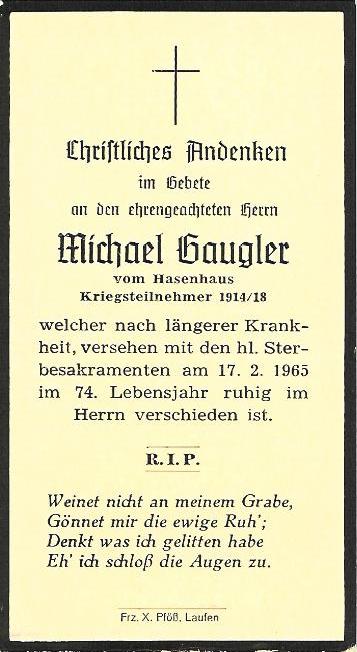 Christliches Andenken
im Gebete
an den ehrengeachteten Herrn
Michael Gaugler
vom Hasenhaus
Kriegsteilnehmer 1914/18
welcher nach längerer Krank-
heit, versehen mit den hl. Ster-
besakramenten am 17. 2. 1965
im 74. Lebensjahr ruhig im
Herrn verschieden ist.
R.I.P.
Weinet nicht an meinem Grabe,
Gönnet mir die ewige Ruh';
Denkt was ich gelitten habe
Eh' ich schloß die Augen zu.
Frz. X. Pföß, Laufen